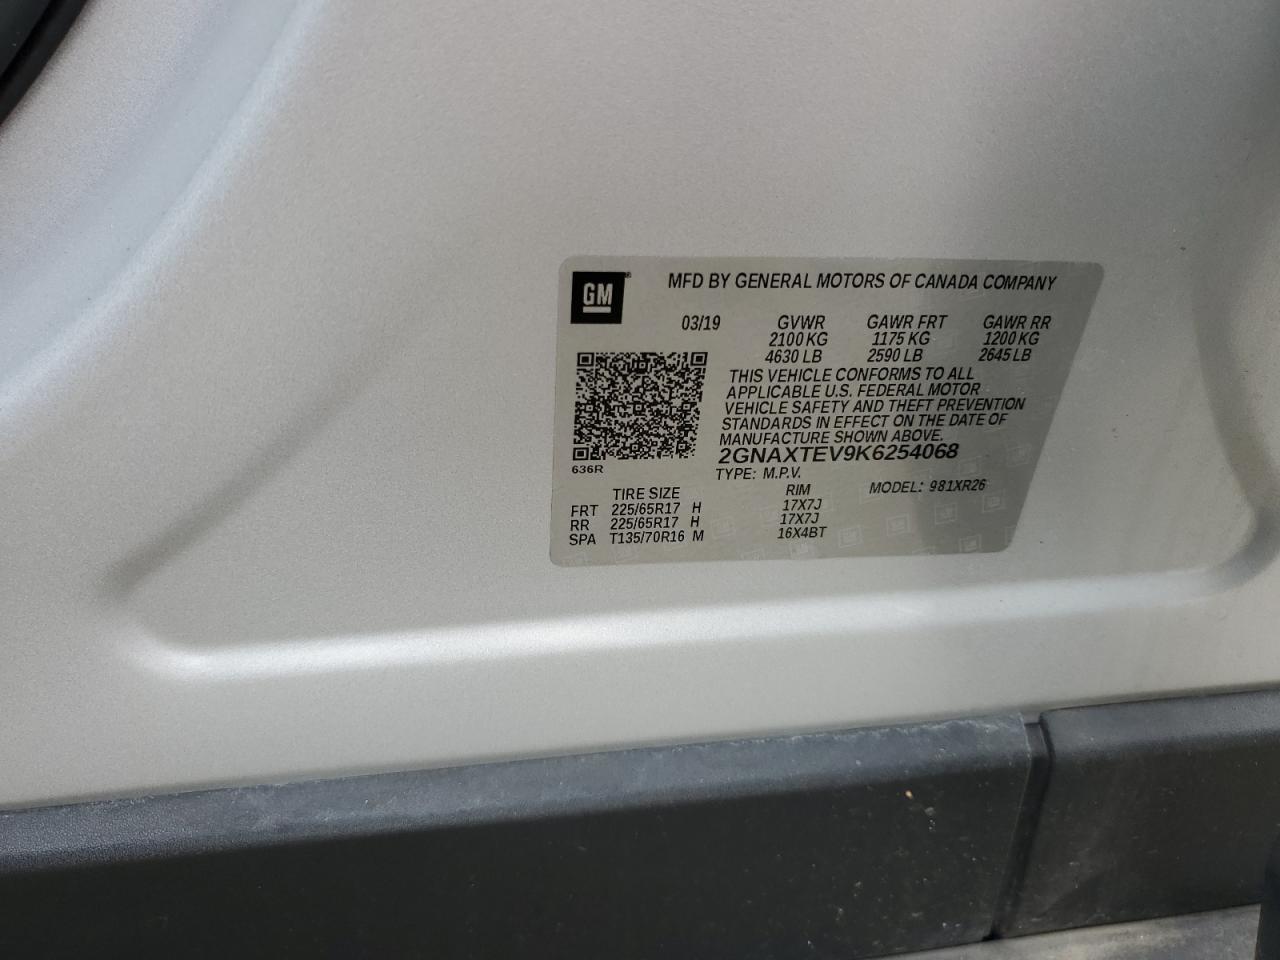 GM
MFD BY GENERAL MOTORS OF CANADA COMPANY
03/19 GVWR GAWR FRT GAWR RR
2100 KG 1175 KG 1200 KG
4630 LB 2590 LB 2645 LB
THIS VEHICLE CONFORMS TO ALL
APPLICABLE U.S. FEDERAL MOTOR
VEHICLE SAFETY AND THEFT PREVENTION
STANDARDS IN EFFECT ON THE DATE OF
MANUFACTURE SHOWN ABOVE.
2GNAXTEV9K6254068
636R
TYPE: M.P.V.
TIRE SIZE RIM MODEL: 981XR26
FRT 225/65R17 H 17X7J
RR 225/65R17 H 17X7J
SPA T135/70R16 M 16X4BT